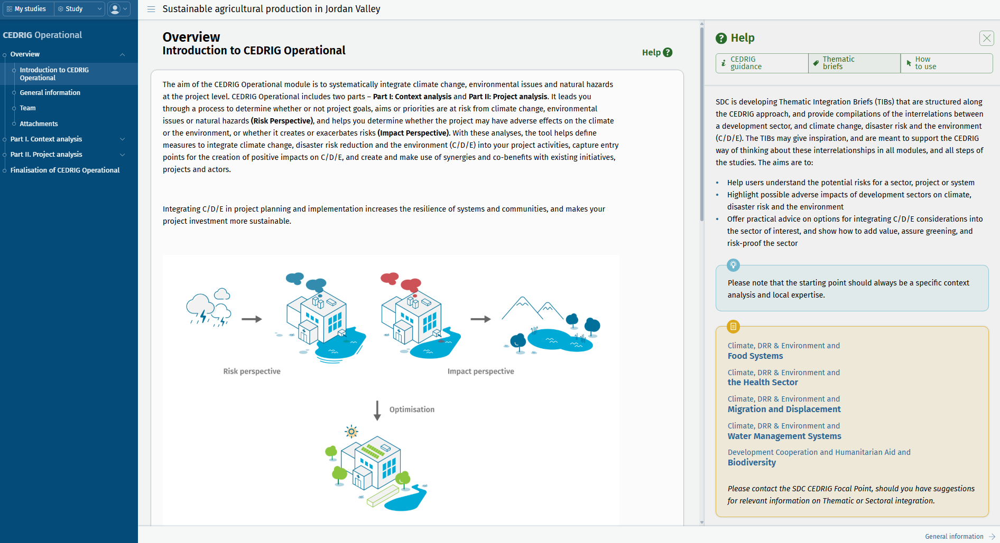 My studies
Study
Sustainable agricultural production in Jordan Valley
CEDRIG Operational
Overview
Introduction to CEDRIG
Operational
General information
Team
Attachments
Part I. Context analysis
Part II. Project analysis
Finalisation of CEDRIG Operational
Overview
Introduction to CEDRIG Operational
Help
The aim of the CEDRIG Operational module is to systematically integrate climate change, environmental issues and natural hazards
at the project level. CEDRIG Operational includes two parts – Part I: Context analysis and Part II: Project analysis. It leads you
through a process to determine whether or not project goals, aims or priorities are at risk from climate change, environmental
issues or natural hazards (Risk Perspective), and helps you determine whether the project may have adverse effects on the climate
or the environment, or whether it creates or exacerbates risks (Impact Perspective). With these analyses, the tool helps define
measures to integrate climate change, disaster risk reduction and the environment (C/D/E) into your project activities, capture entry
points for the creation of positive impacts on C/D/E, and create and make use of synergies and co-benefits with existing initiatives,
projects and actors.
Integrating C/D/E in project planning and implementation increases the resilience of systems and communities, and makes your
project investment more sustainable.
Risk perspective
Impact perspective
Optimisation
Help
CEDRIG
guidance
Thematic
briefs
How
to use
SDC is developing Thematic Integration Briefs (TIBs) that are structured along
the CEDRIG approach, and provide compilations of the interrelations between
a development sector, and climate change, disaster risk and the environment
(C/D/E). The TIBs may give inspiration, and are meant to support the CEDRIG
way of thinking about these interrelationships in all modules, and all steps of
the studies. The aims are to:
• Help users understand the potential risks for a sector, project or system
• Highlight possible adverse impacts of development sectors on climate,
disaster risk and the environment
• Offer practical advice on options for integrating C/D/E considerations into
the sector of interest, and show how to add value, assure greening, and
risk-proof the sector
Please note that the starting point should always be a specific context
analysis and local expertise.
Climate, DRR & Environment and
Food Systems
Climate, DRR & Environment and
the Health Sector
Climate, DRR & Environment and
Migration and Displacement
Climate, DRR & Environment and
Water Management Systems
Development Cooperation and Humanitarian Aid and
Biodiversity
Please contact the SDC CEDRIG Focal Point, should you have suggestions
for relevant information on Thematic or Sectoral integration.
General information